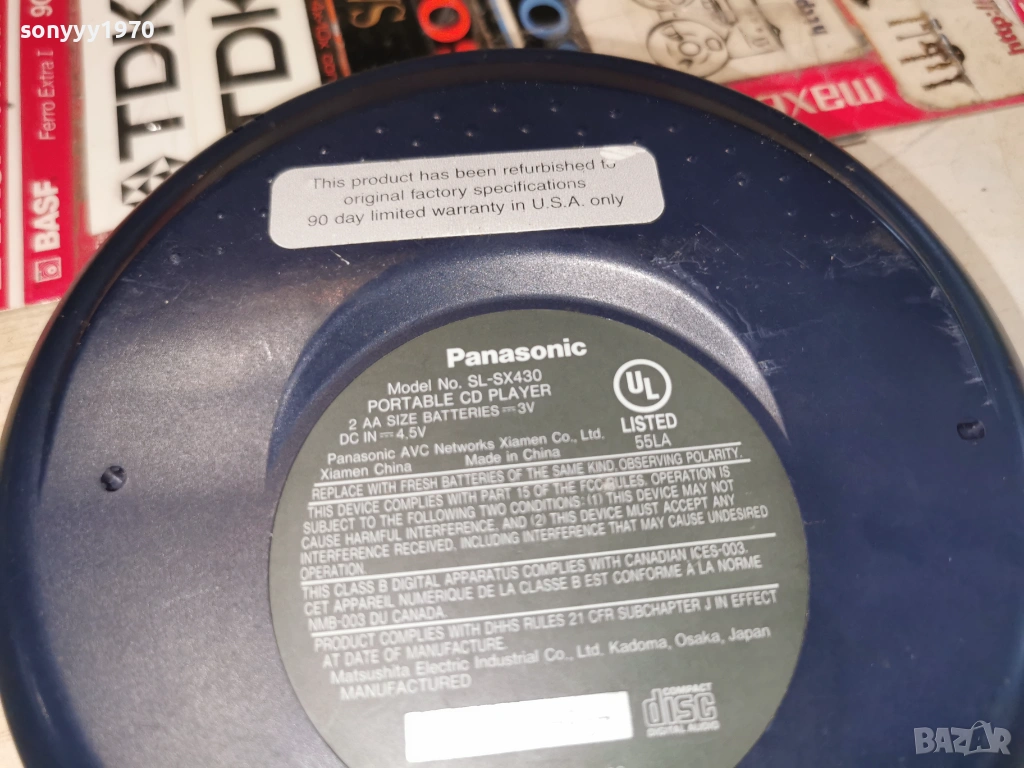 sonyyy1970
BASF
Ferro Extra I
90
TDK
TDK
maxell
http://
This product has been refurbished to
original factory specifications
90 day limited warranty in U.S.A. only
Panasonic
Model No. SL-SX430
PORTABLE CD PLAYER
2 AA SIZE BATTERIES ⎓ 3V
DC IN ⎓ 4.5V
UL
LISTED
55LA
Panasonic AVC Networks Xiamen Co., Ltd.
Xiamen China Made in China
REPLACE WITH FRESH BATTERIES OF THE SAME KIND, OBSERVING POLARITY.
THIS DEVICE COMPLIES WITH PART 15 OF THE FCC RULES. OPERATION IS
SUBJECT TO THE FOLLOWING TWO CONDITIONS: (1) THIS DEVICE MAY NOT
CAUSE HARMFUL INTERFERENCE, AND (2) THIS DEVICE MUST ACCEPT ANY
INTERFERENCE RECEIVED, INCLUDING INTERFERENCE THAT MAY CAUSE UNDESIRED
OPERATION.
THIS CLASS B DIGITAL APPARATUS COMPLIES WITH CANADIAN ICES-003.
CET APPAREIL NUMÉRIQUE DE LA CLASSE B EST CONFORME À LA NORME
NMB-003 DU CANADA.
PRODUCT COMPLIES WITH DHHS RULES 21 CFR SUBCHAPTER J IN EFFECT
AT DATE OF MANUFACTURE.
Matsushita Electric Industrial Co., Ltd. Kadoma, Osaka, Japan
MANUFACTURED
COMPACT
disc
DIGITAL AUDIO
BAZAR